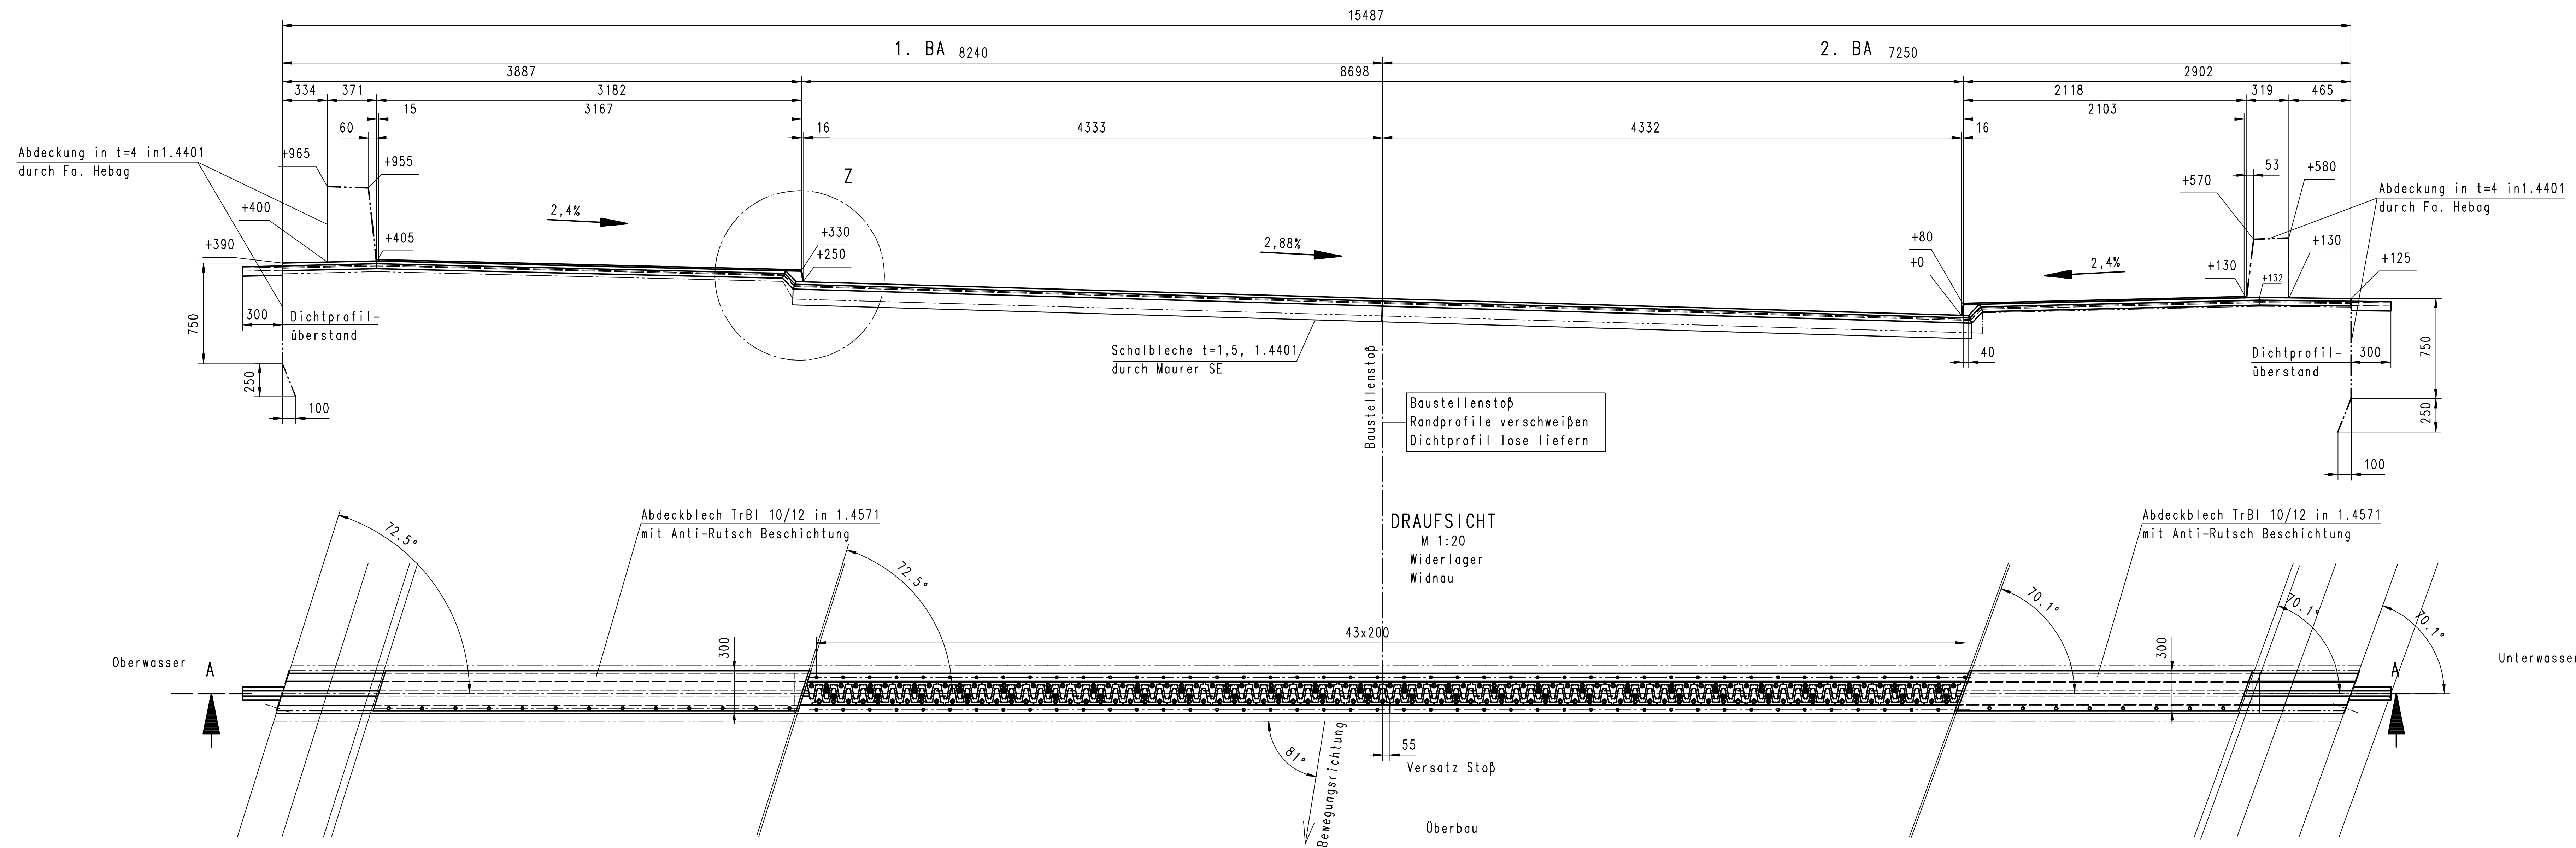 15487
1. BA 8240
2. BA 7250
3887
8698
2902
334
371
3182
2118
319
465
15
3167
2103
60
16
4333
4332
16
Abdeckung in t=4 in1.4401
durch Fa. Hebag
+965
+955
Z
+570
53
+580
Abdeckung in t=4 in1.4401
durch Fa. Hebag
+400
2,4%
+390
+405
+330
+250
2,88%
+80
+0
2,4%
+130
+132
+130
+125
750
300
Dichtprofil-
überstand
250
100
Schalbleche t=1,5, 1.4401
durch Maurer SE
Baustellenstoß
40
Dichtprofil-
überstand
300
750
250
100
Baustellenstoß
Randprofile verschweißen
Dichtprofil lose liefern
72.5°
Abdeckblech TrBl 10/12 in 1.4571
mit Anti-Rutsch Beschichtung
72.5°
DRAUFSICHT
M 1:20
Widerlager
Widnau
Abdeckblech TrBl 10/12 in 1.4571
mit Anti-Rutsch Beschichtung
70.1°
70.1°
70.1°
43x200
300
300
Oberwasser
A
A
Unterwasser
81°
Bewegungsrichtung
55
Versatz Stoß
Überbau